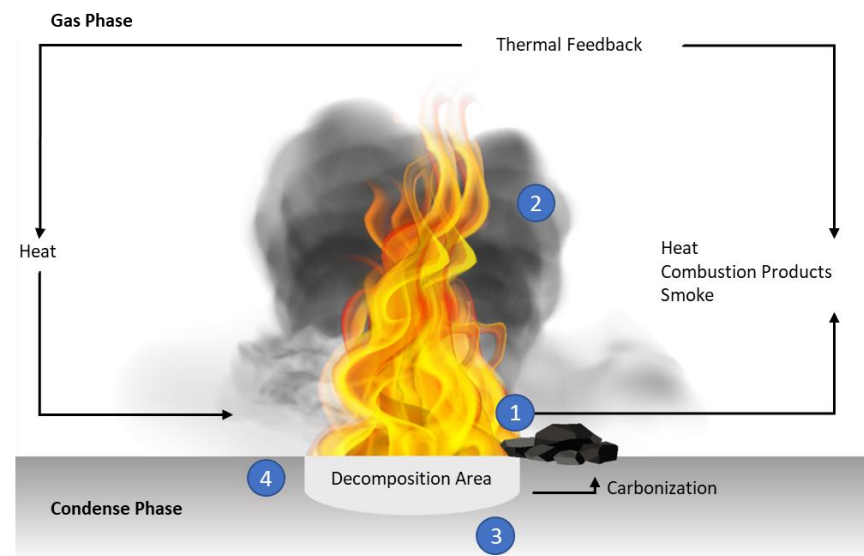 Gas Phase
Thermal Feedback
2
Heat
Heat
Combustion Products
Smoke
1
4
Decomposition Area
Carbonization
Condense Phase
3